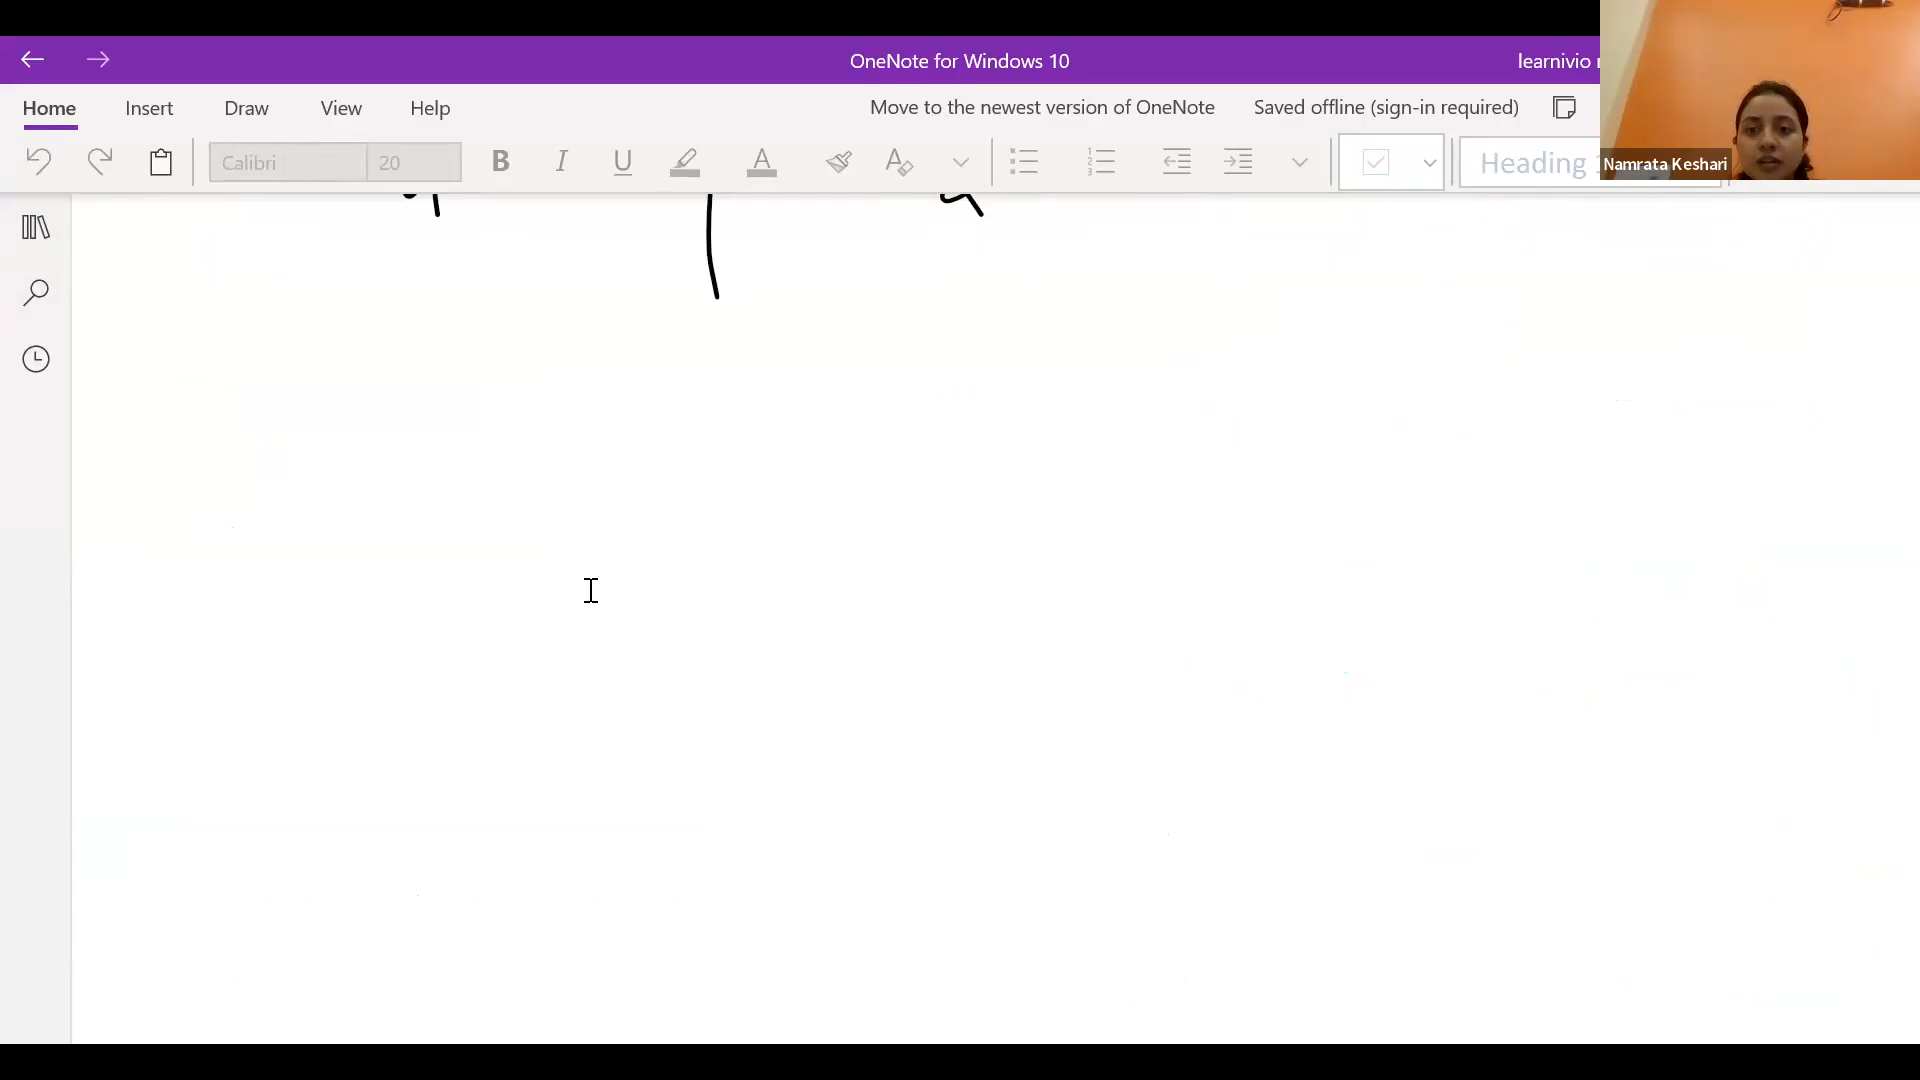 OneNote for Windows 10
learnivio
Home Insert Draw View Help
Move to the newest version of OneNote Saved offline (sign-in required)
Calibri 20 B I U A A Heading
Namrata Keshari